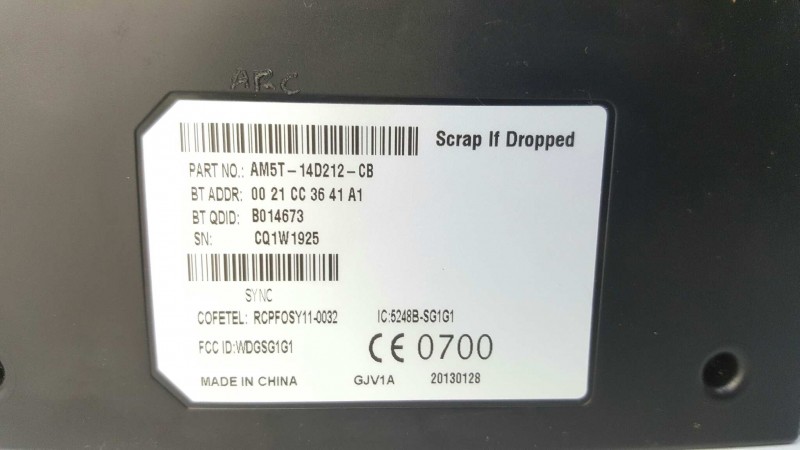 ARC
Scrap If Dropped
PART NO.: AM5T-14D212-CB
BT ADDR: 00 21 CC 36 41 A1
BT QDID: B014673
SN: CQ1W1925
SYNC
COFETEL: RCPFOSY11-0032 IC:5248B-SG1G1
FCC ID:WDGSG1G1 CE 0700
MADE IN CHINA GJV1A 20130128